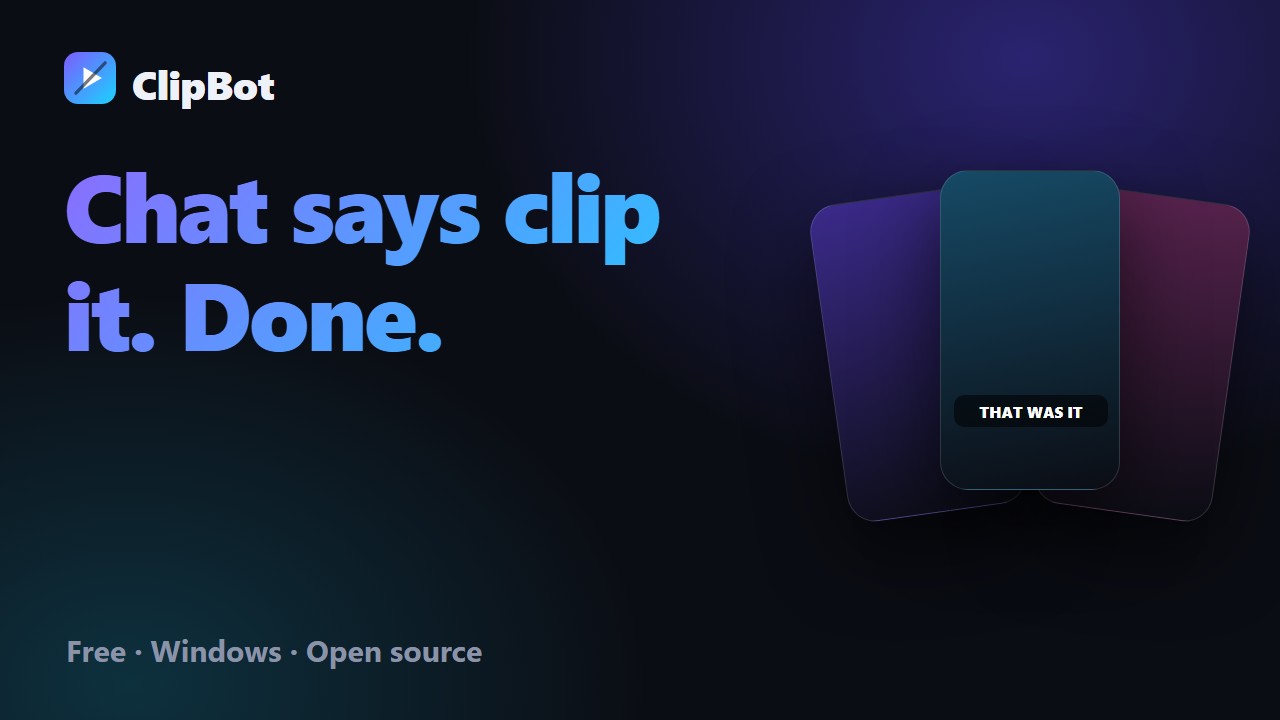 ClipBot
Chat says clip
it. Done.
THAT WAS IT
Free · Windows · Open source